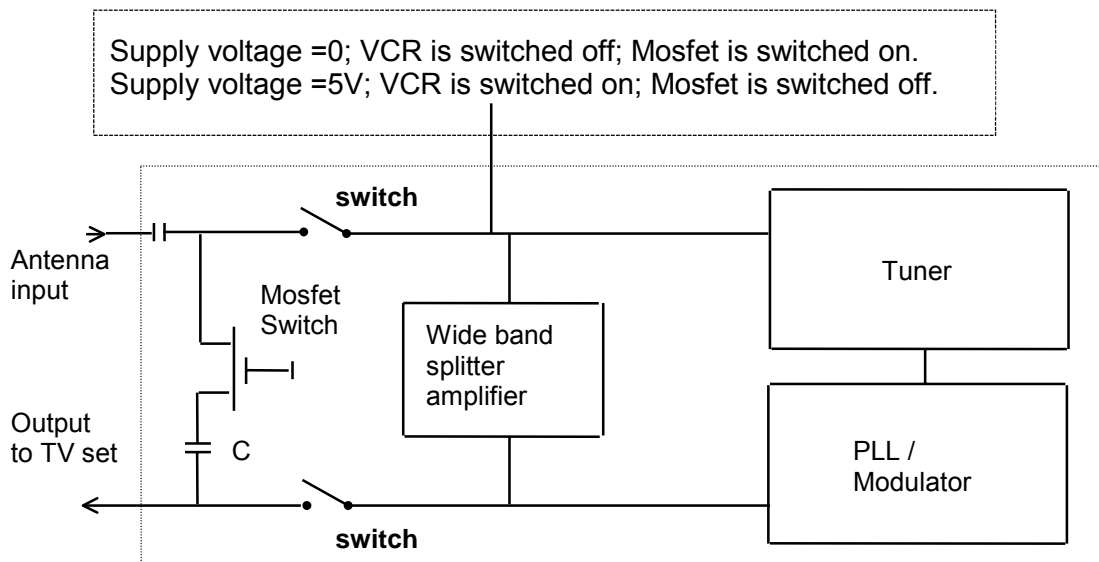 Supply voltage =0; VCR is switched off; Mosfet is switched on.
Supply voltage =5V; VCR is switched on; Mosfet is switched off.
switch
Antenna
input
Mosfet
Switch
Wide band
splitter
amplifier
Tuner
Output
to TV set
C
PLL /
Modulator
switch